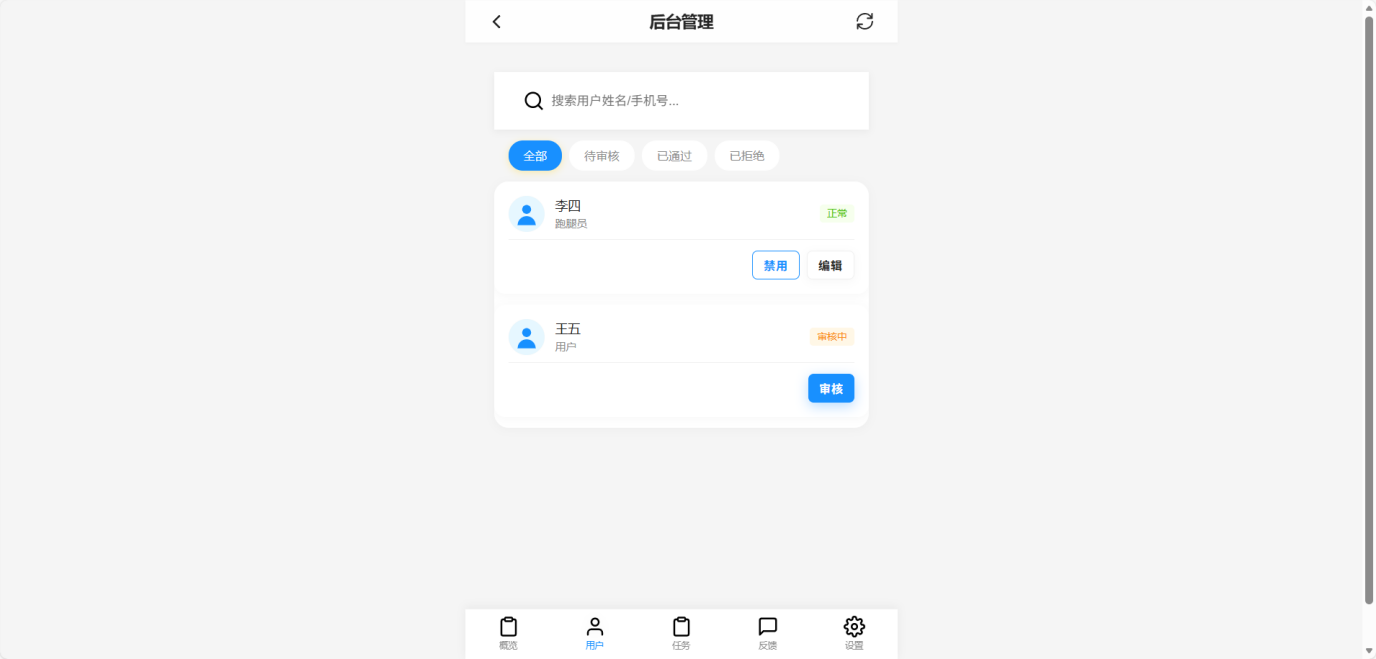 后台管理
搜索用户姓名/手机号...
全部 待审核 已通过 已拒绝
李四
正常
跑腿员
禁用 编辑
王五
审核中
用户
审核
概览 用户 任务 反馈 设置